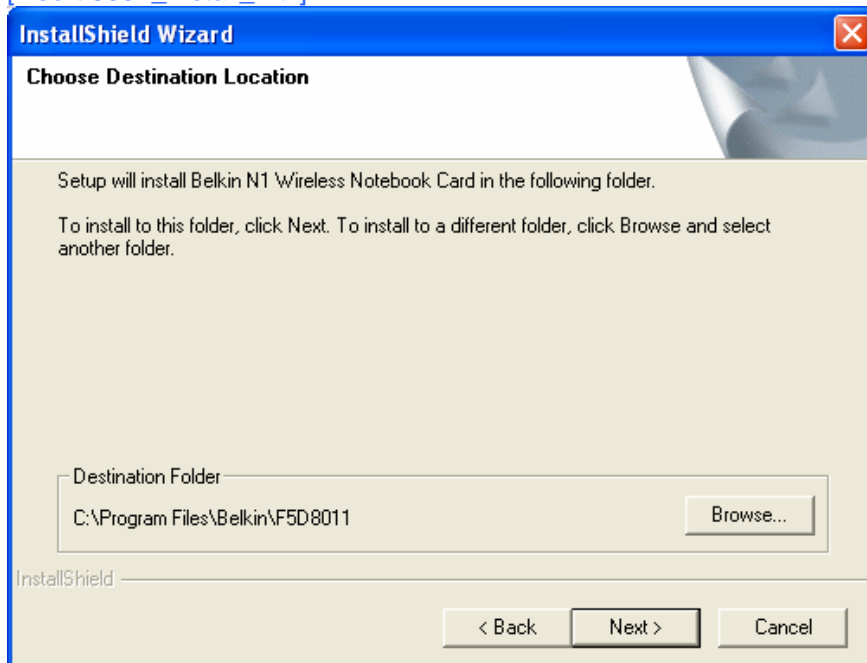 InstallShield Wizard
Choose Destination Location
Setup will install Belkin N1 Wireless Notebook Card in the following folder.
To install to this folder, click Next. To install to a different folder, click Browse and select
another folder.
Destination Folder
C:\Program Files\Belkin\F5D8011
Browse...
InstallShield
< Back
Next >
Cancel